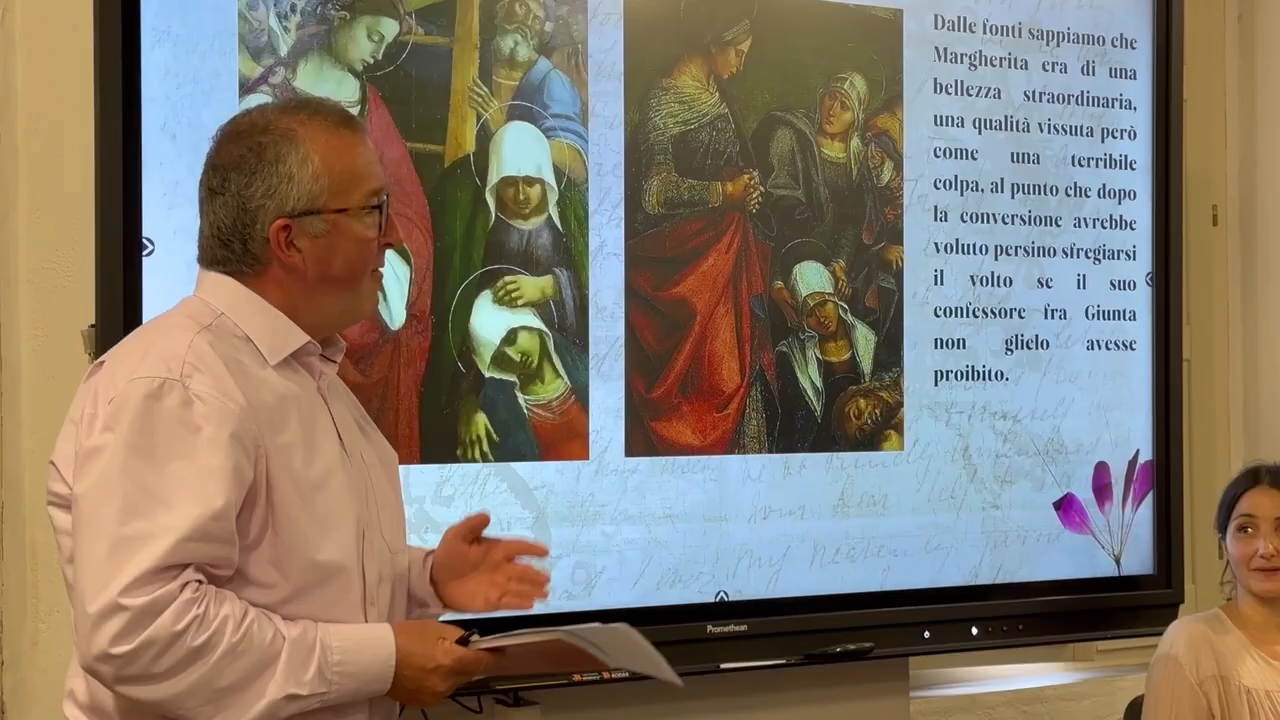 Dalle fonti sappiamo che
Margherita era di una
bellezza straordinaria,
una qualità vissuta però
come una terribile
colpa, al punto che dopo
la conversione avrebbe
voluto persino sfregiarsi
il volto se il suo
confessore fra Giunta
non glielo avesse
proibito.
Promethean